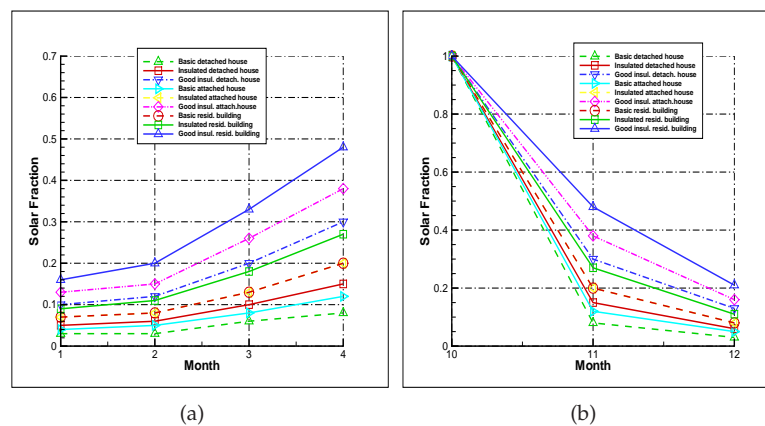 0.7
0.6
0.5
0.4
0.3
0.2
0.1
0
Solar Fraction
Basic detached house
Insulated detached house
Good insul. detach. house
Basic attached house
Insulated attached house
Good insul. attach.house
Basic resid. building
Insulated resid. building
Good insul. resid. building
1 2 3 4
Month
(a)
1
0.8
0.6
0.4
0.2
0
Solar Fraction
Basic detached house
Insulated detached house
Good insul. detach. house
Basic attached house
Insulated attached house
Good insul. attach.house
Basic resid. building
Insulated resid. building
Good insul. resid. building
10 11 12
Month
(b)